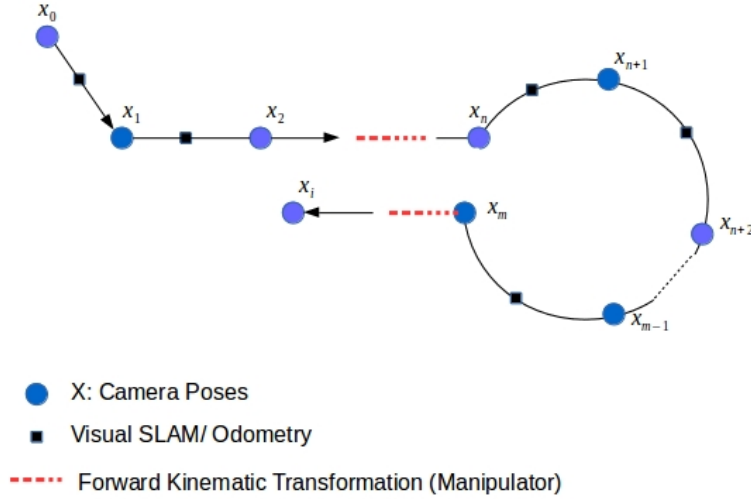 x0
x1
x2
xn
xn+1
xi
xm
xn+2
xm−1
X: Camera Poses
Visual SLAM/ Odometry
Forward Kinematic Transformation (Manipulator)